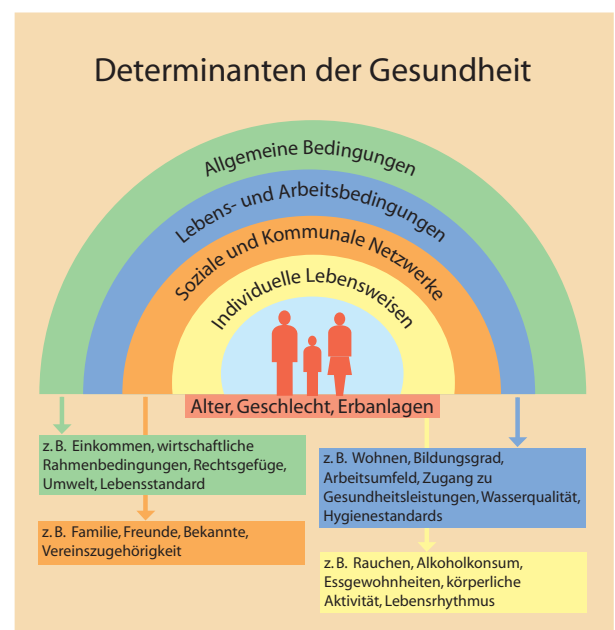 Determinanten der Gesundheit
Allgemeine Bedingungen
Lebens- und Arbeitsbedingungen
Soziale und Kommunale Netzwerke
Individuelle Lebensweisen
Alter, Geschlecht, Erbanlagen
z. B. Einkommen, wirtschaftliche
Rahmenbedingungen, Rechtsgefüge,
Umwelt, Lebensstandard
z. B. Familie, Freunde, Bekannte,
Vereinszugehörigkeit
z. B. Wohnen, Bildungsgrad,
Arbeitsumfeld, Zugang zu
Gesundheitsleistungen, Wasserqualität,
Hygienestandards
z. B. Rauchen, Alkoholkonsum,
Essgewohnheiten, körperliche
Aktivität, Lebensrhythmus